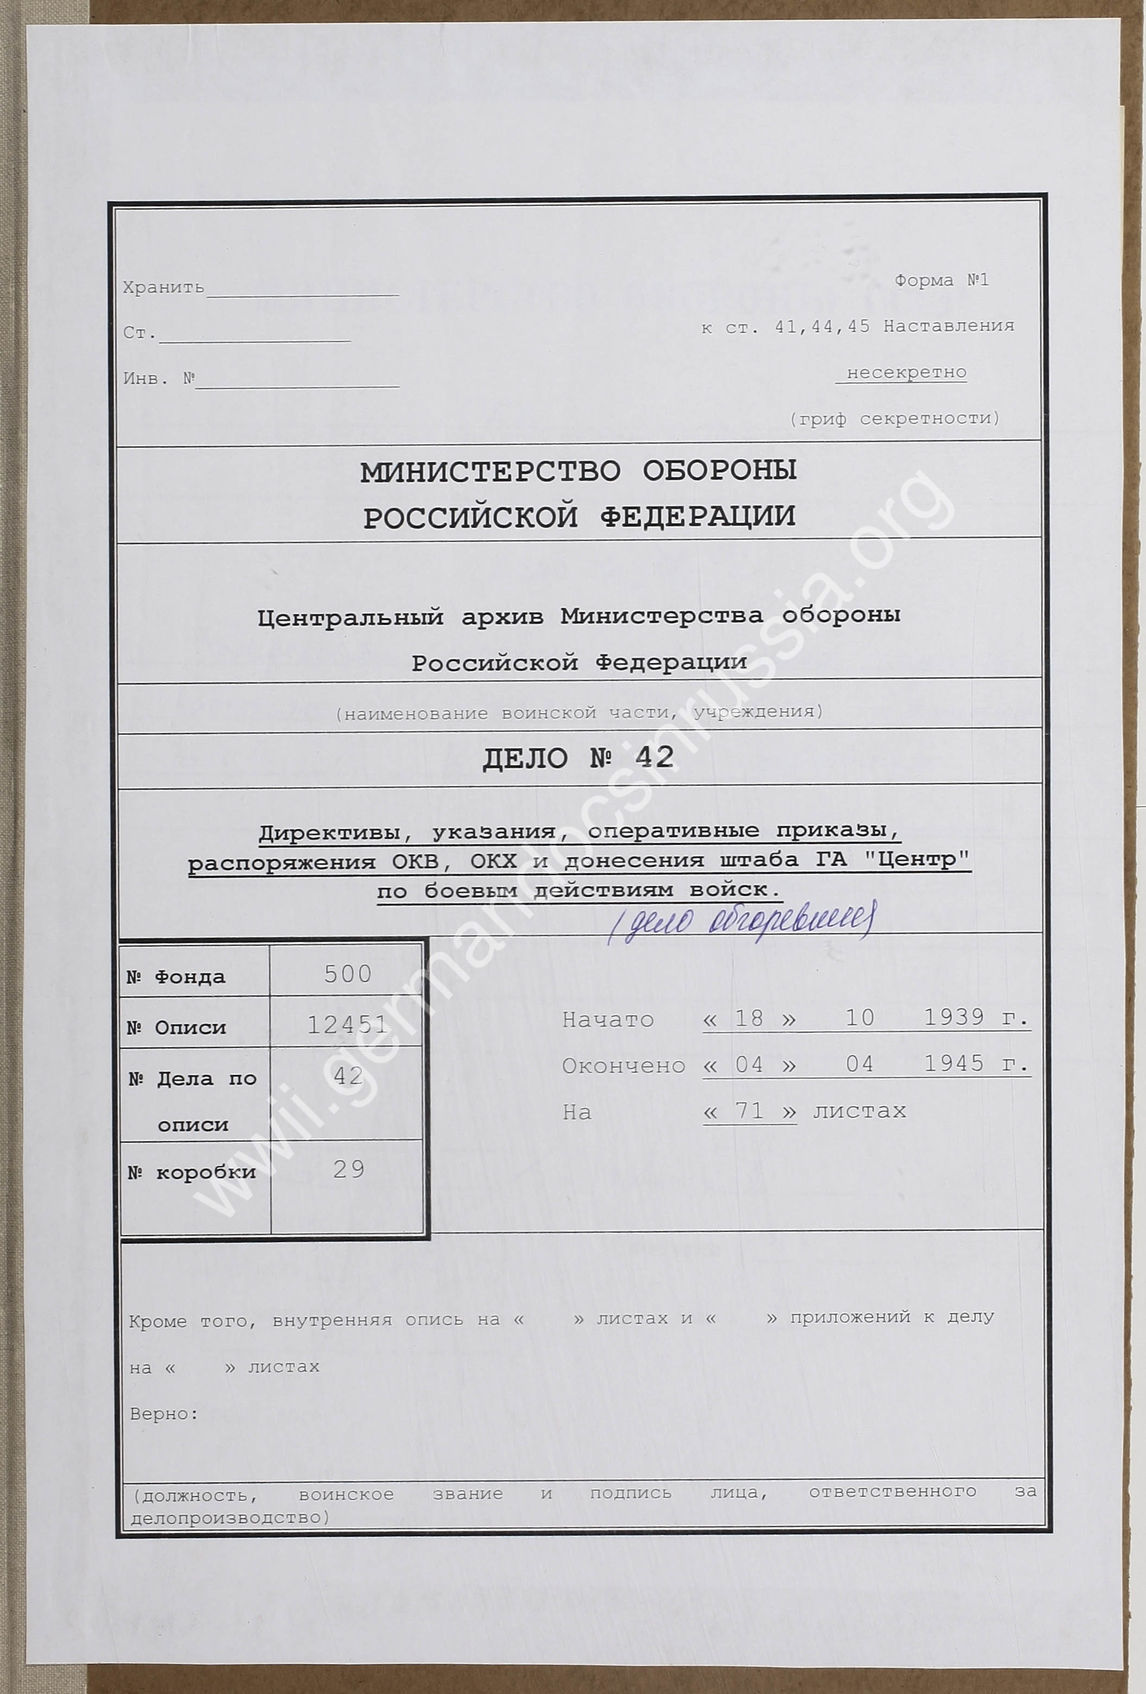 Хранить
Форма №1
Ст.
к ст. 41,44,45 Наставления
Инв. №
несекретно
(гриф секретности)
МИНИСТЕРСТВО ОБОРОНЫ
РОССИЙСКОЙ ФЕДЕРАЦИИ
Центральный архив Министерства обороны
Российской Федерации
(наименование воинской части, учреждения)
ДЕЛО № 42
Директивы, указания, оперативные приказы,
распоряжения ОКВ, ОКХ и донесения штаба ГА "Центр"
по боевым действиям войск.
(дело обгоревшее)
№ Фонда 500
№ Описи 12451
№ Дела по 42
описи
№ коробки 29
Начато « 18 » 10 1939 г.
Окончено « 04 » 04 1945 г.
На « 71 » листах
Кроме того, внутренняя опись на « » листах и « » приложений к делу
на « » листах
Верно:
(должность, воинское звание и подпись лица, ответственного за
делопроизводство)
wwii.germandocsinrussia.org